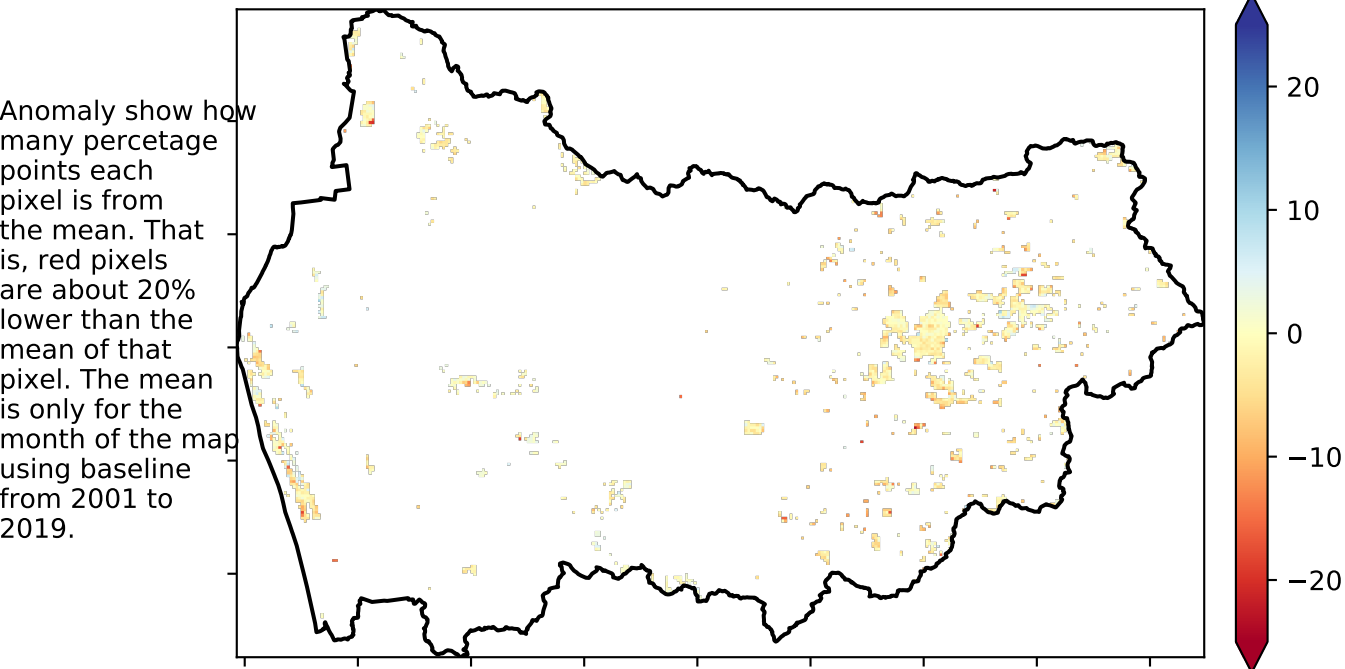 Anomaly show how
many percetage
points each
pixel is from
the mean. That
is, red pixels
are about 20%
lower than the
mean of that
pixel. The mean
is only for the
month of the map
using baseline
from 2001 to
2019.
20
10
0
−10
−20